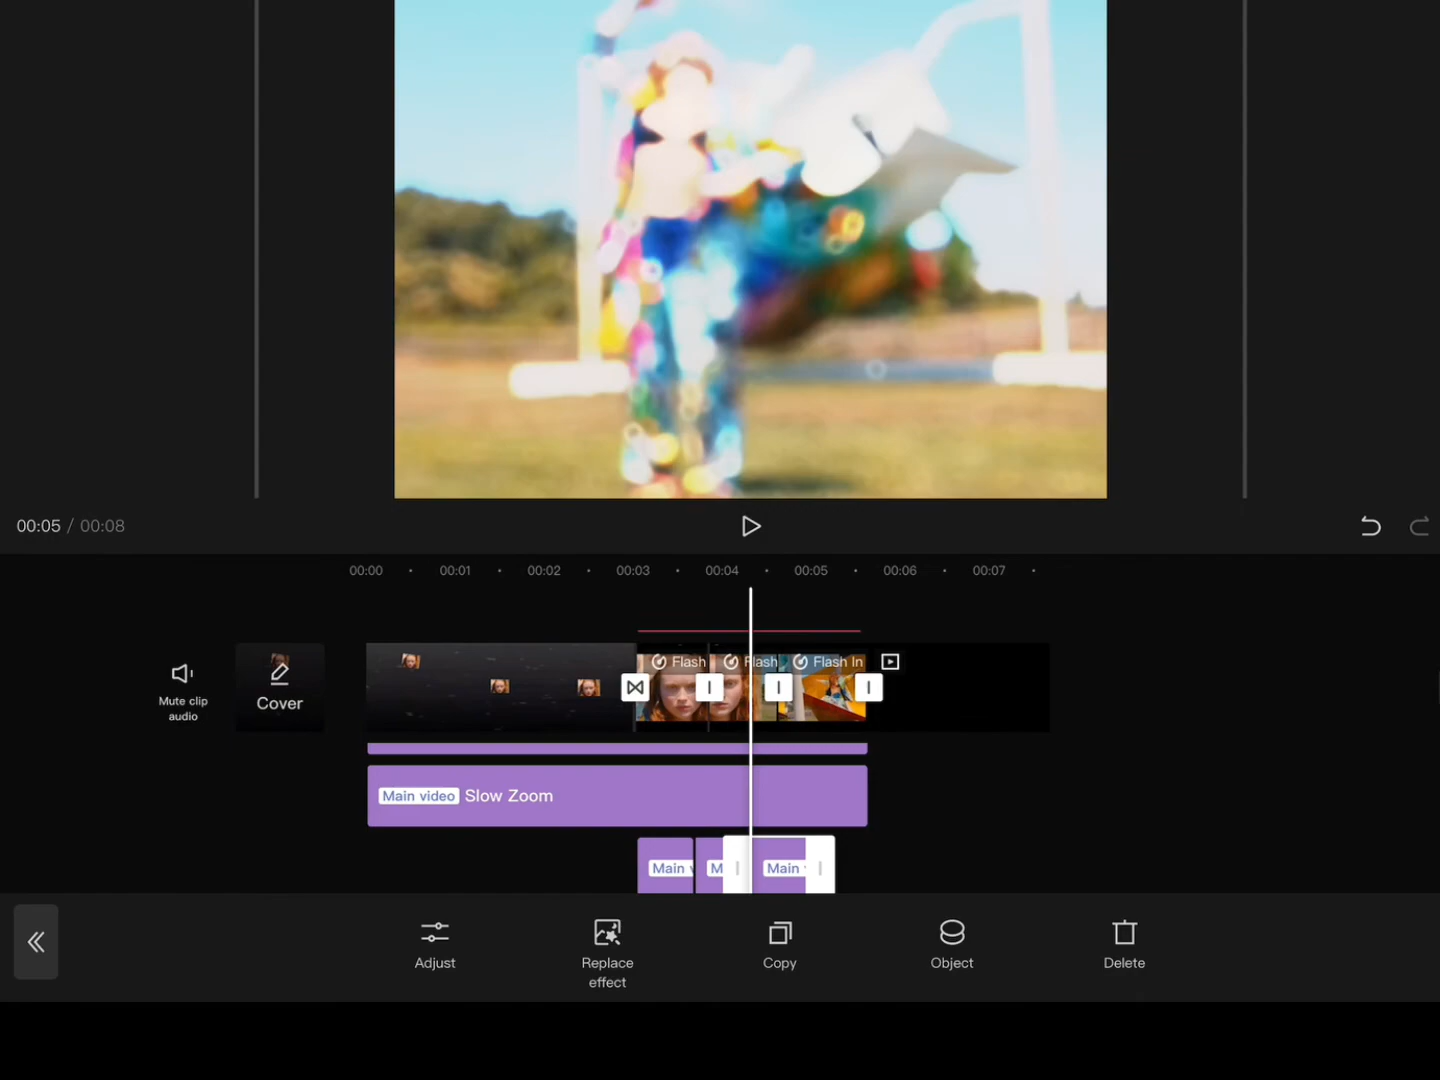 00:05 / 00:08
00:00 00:01 00:02 00:03 00:04 00:05 00:06 00:07
Flash Flash Flash In
Mute clip
audio
Cover
Main video Slow Zoom
Main v M Main
Adjust
Replace
effect
Copy
Object
Delete